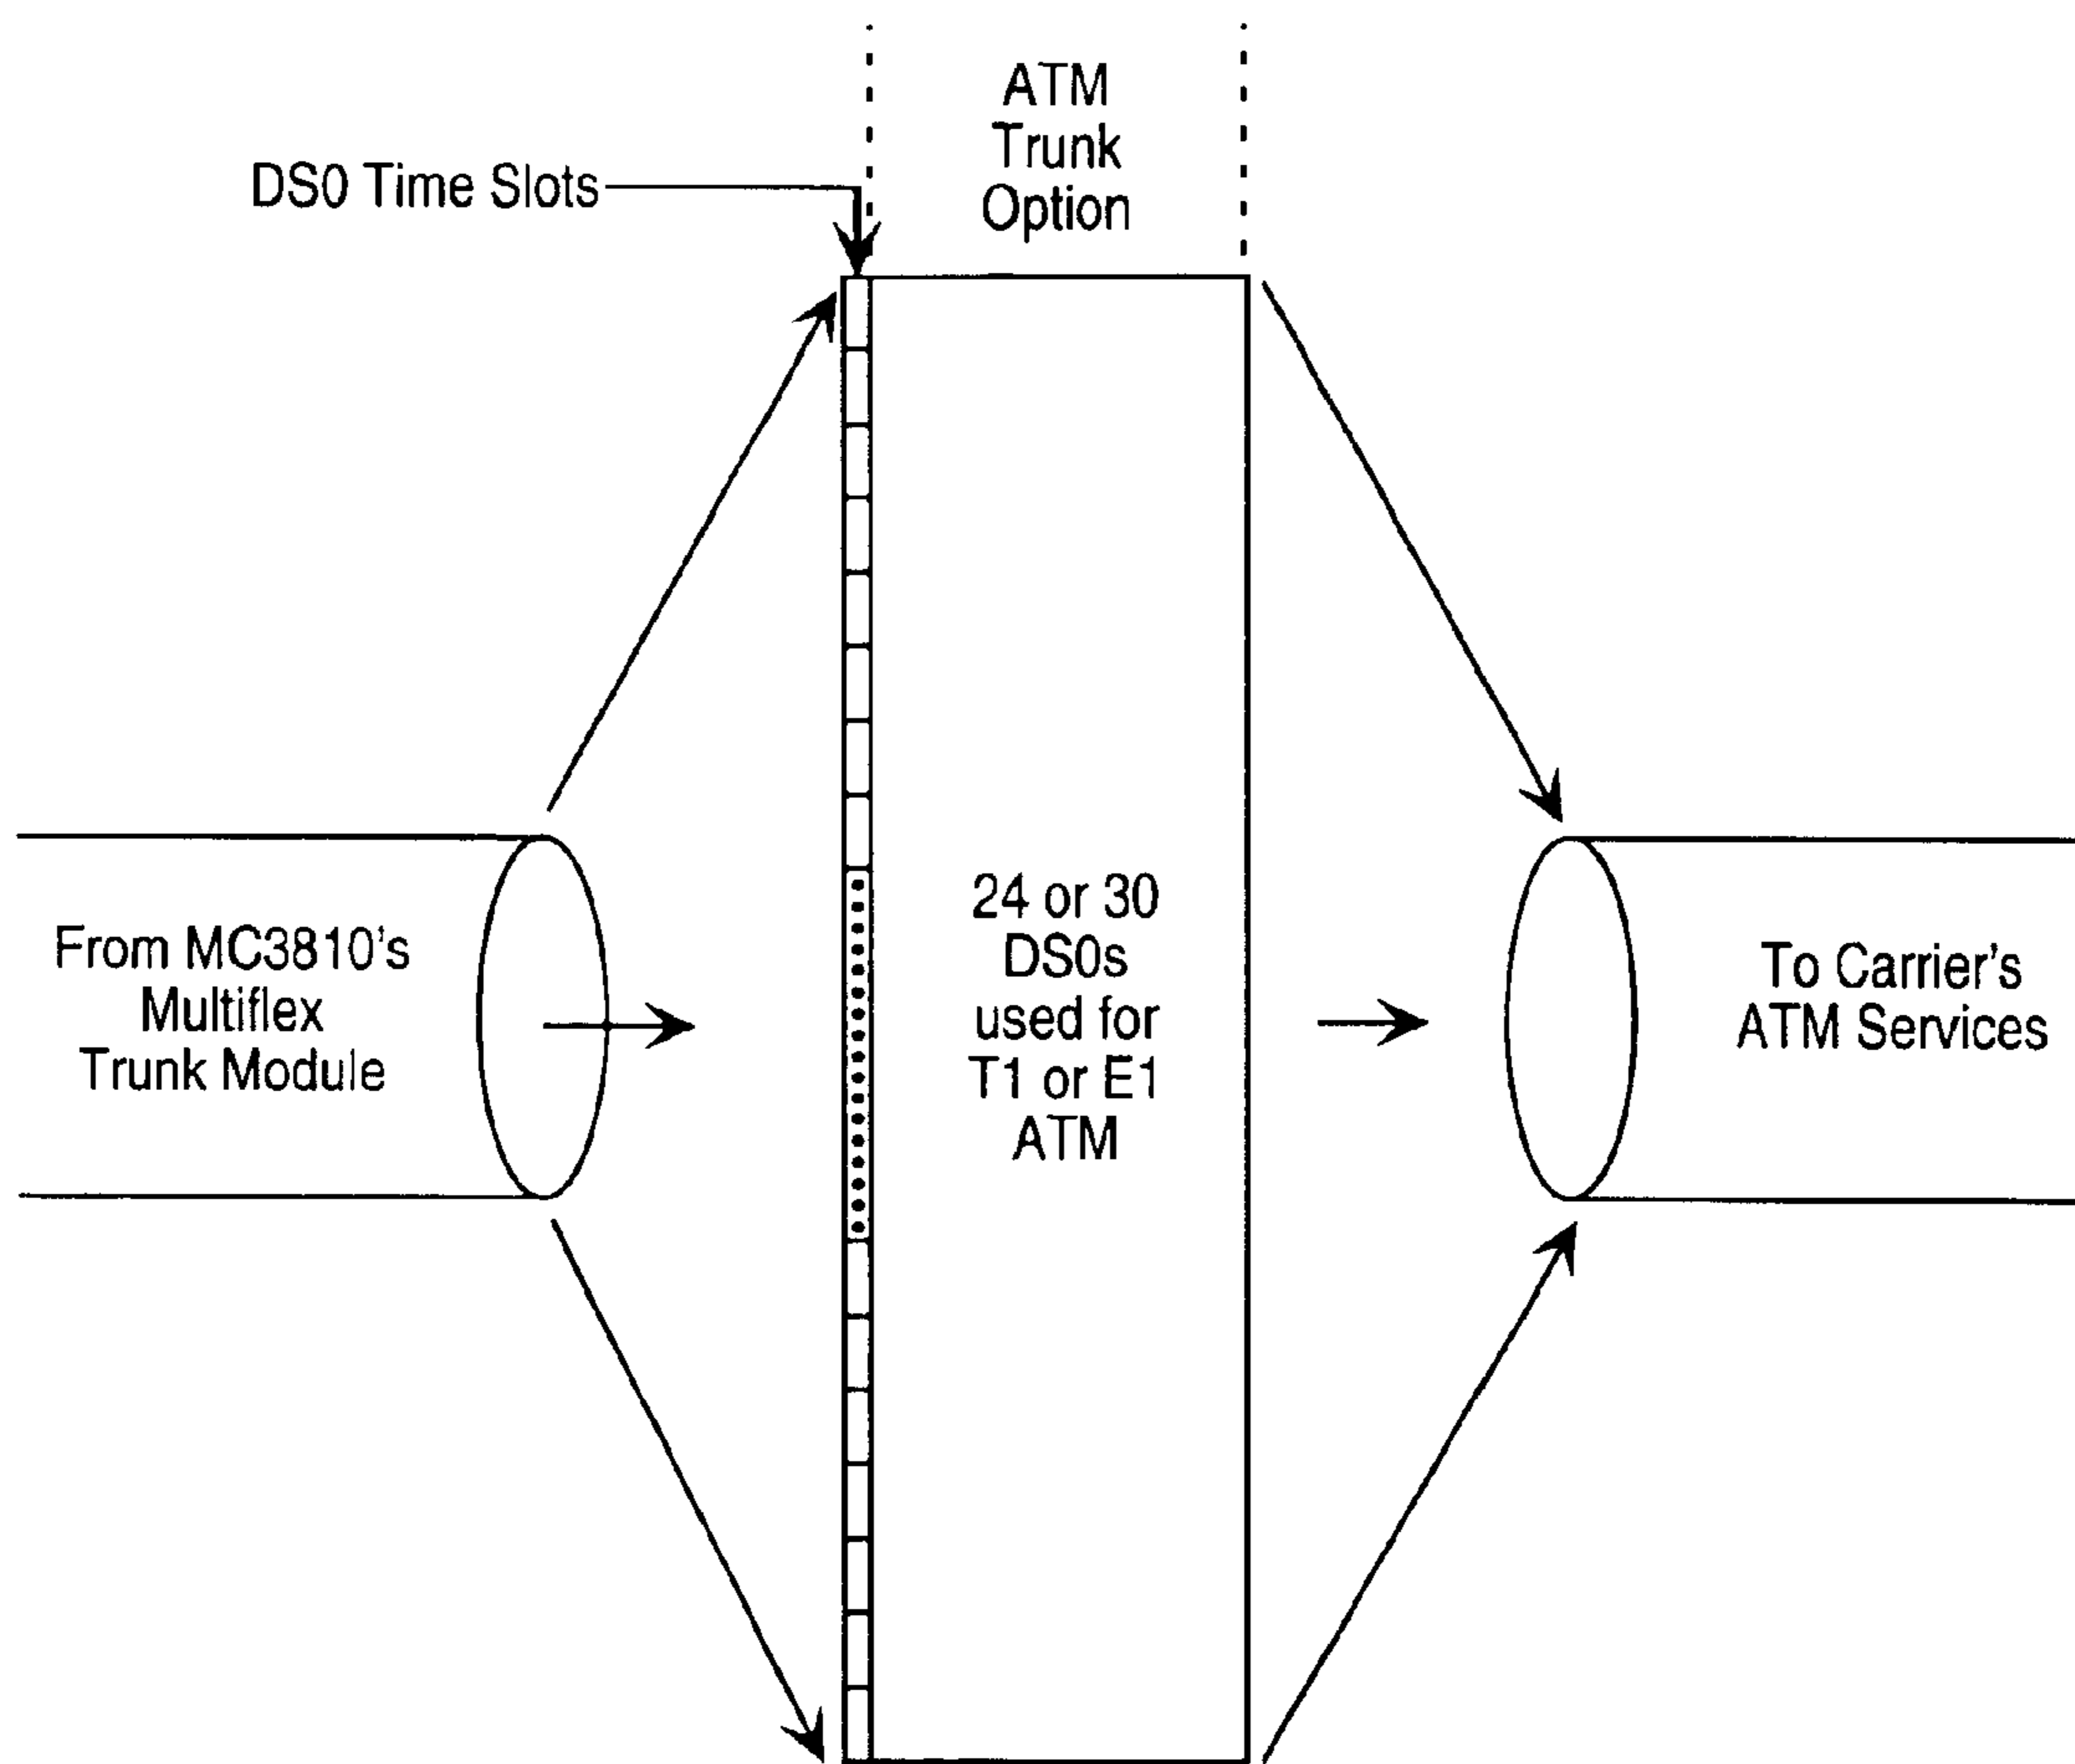 ATM
Trunk
Option
DS0 Time Slots
From MC3810's
Multiflex
Trunk Module
24 or 30
DS0s
used for
T1 or E1
ATM
To Carrier's
ATM Services